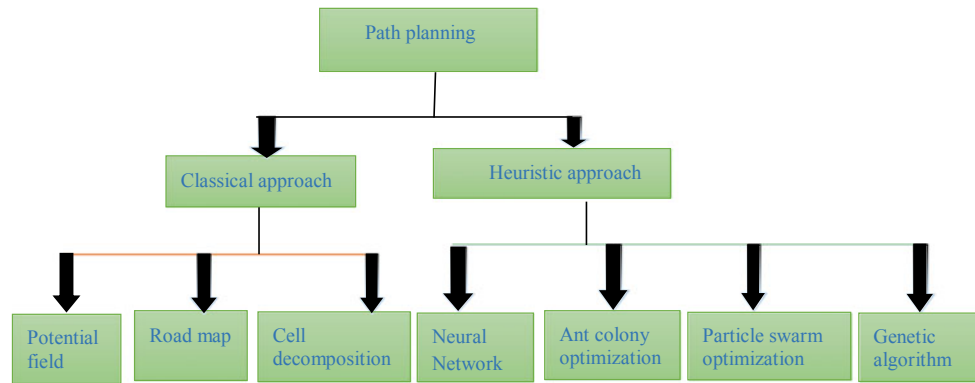 Path planning
Classical approach
Heuristic approach
Potential
field
Road map
Cell
decomposition
Neural
Network
Ant colony
optimization
Particle swarm
optimization
Genetic
algorithm